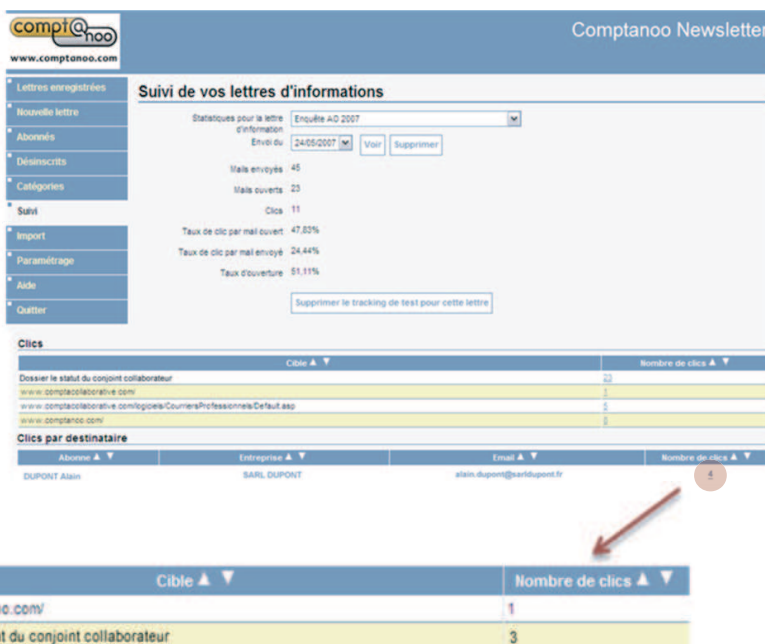 compt@noo
www.comptanoo.com
Comptanoo Newsletter
Lettres enregistrées
Nouvelle lettre
Abonnés
Désinscrits
Catégories
Suivi
Import
Paramétrage
Aide
Quitter
Suivi de vos lettres d'informations
Statistiques pour la lettre d'information Enquête AD 2007
Envoi du 24/05/2007 Voir Supprimer
Mails envoyés 45
Mails ouverts 23
Clics 11
Taux de clic par mail ouvert 47,83%
Taux de clic par mail envoyé 24,44%
Taux d'ouverture 51,11%
Supprimer le tracking de test pour cette lettre
Clics
Cible Nombre de clics
Dossier le statut du conjoint collaborateur 23
www.comptacollaborative.com/
www.comptacollaborative.com/logiciels/CourriersProfessionnels/Default.asp
www.comptanoo.com/
Clics par destinataire
Abonne Entreprise Email Nombre de clics
DUPONT Alain SARL DUPONT alain.dupont@sarldupont.fr 4
Cible Nombre de clics
oo.com/ 1
t du conjoint collaborateur 3